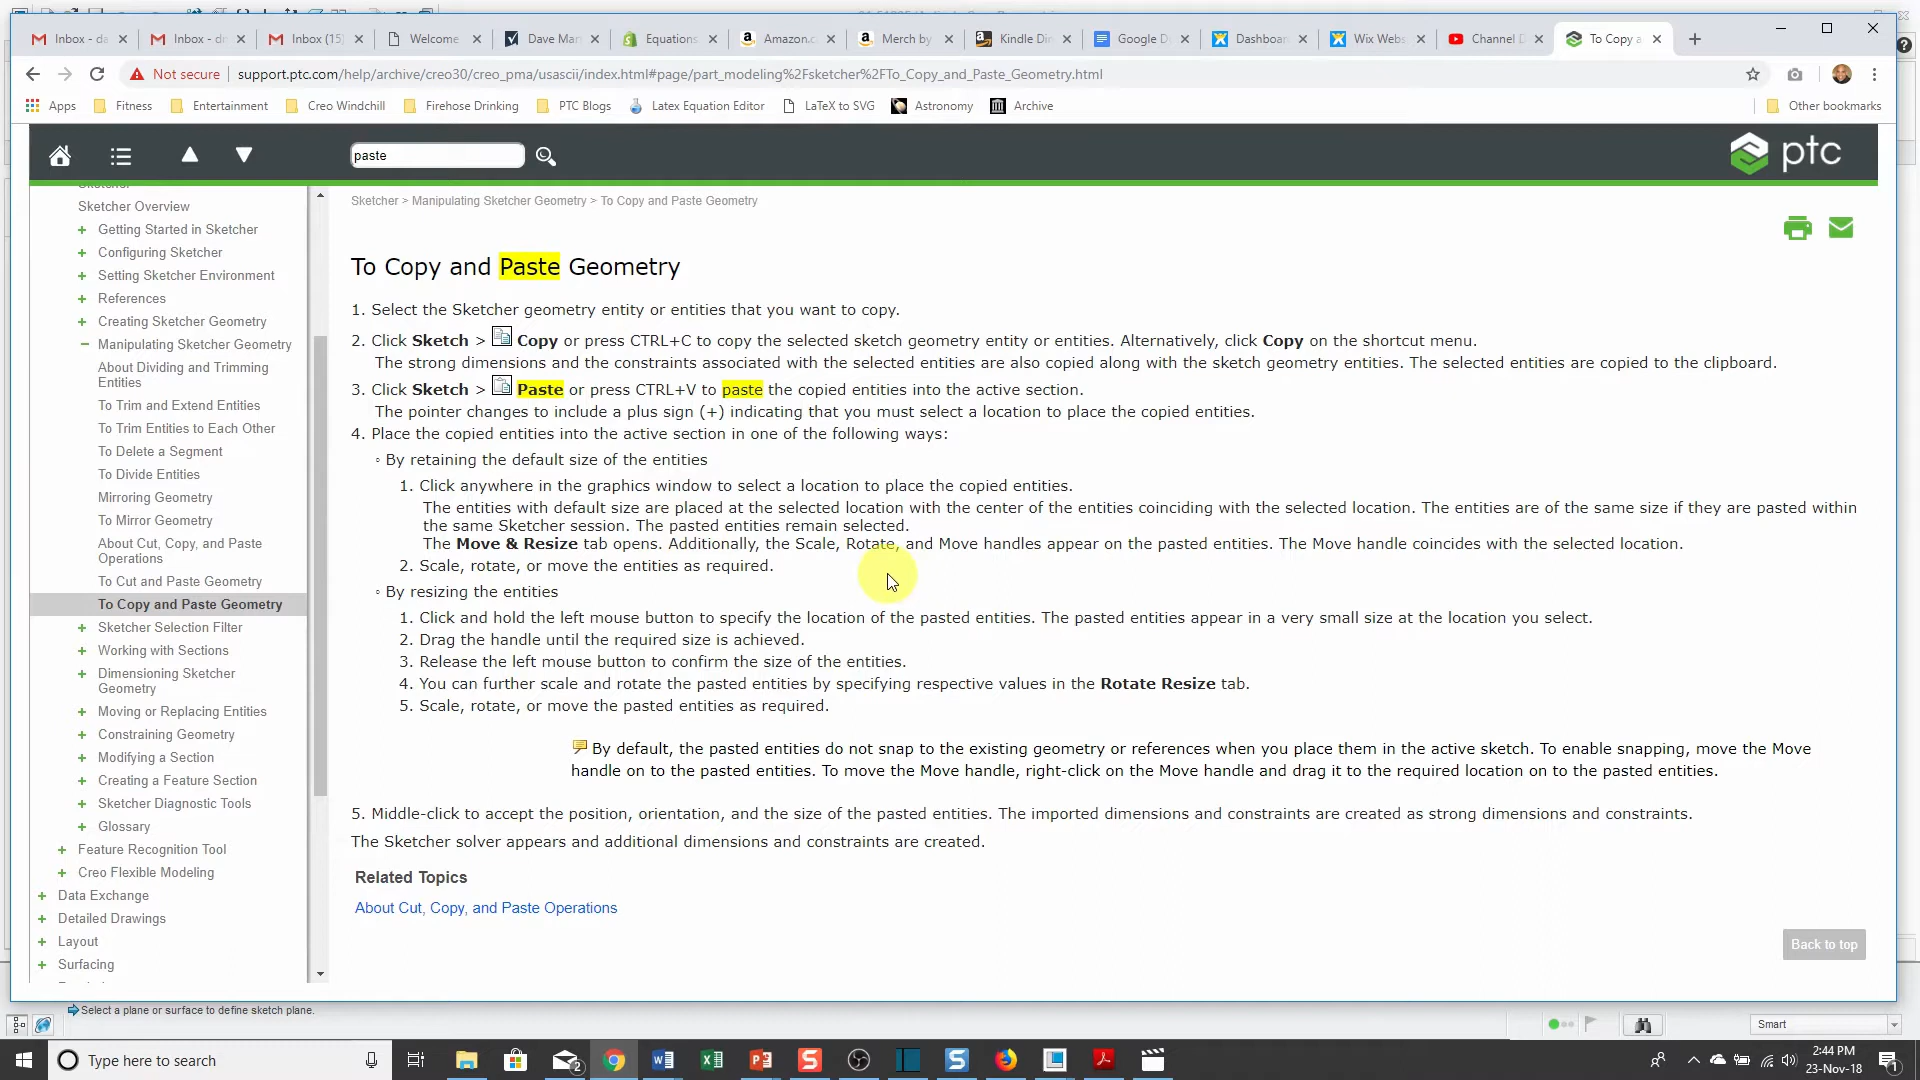 Inbox - da
Inbox - dr
Inbox (15)
Welcome
Dave Mar
Equations
Amazon.c
Merch by
Kindle Dir
Google D
Dashboar
Wix Webs
Channel D
To Copy a
Not secure
support.ptc.com/help/archive/creo30/creo_pma/usascii/index.html#page/part_modeling%2Fsketcher%2FTo_Copy_and_Paste_Geometry.html
Apps
Fitness
Entertainment
Creo Windchill
Firehose Drinking
PTC Blogs
Latex Equation Editor
LaTeX to SVG
Astronomy
Archive
Other bookmarks
paste
ptc
Sketcher
Sketcher Overview
Getting Started in Sketcher
Configuring Sketcher
Setting Sketcher Environment
References
Creating Sketcher Geometry
Manipulating Sketcher Geometry
About Dividing and Trimming
Entities
To Trim and Extend Entities
To Trim Entities to Each Other
To Delete a Segment
To Divide Entities
Mirroring Geometry
To Mirror Geometry
About Cut, Copy, and Paste
Operations
To Cut and Paste Geometry
To Copy and Paste Geometry
Sketcher Selection Filter
Working with Sections
Dimensioning Sketcher
Geometry
Moving or Replacing Entities
Constraining Geometry
Modifying a Section
Creating a Feature Section
Sketcher Diagnostic Tools
Glossary
Feature Recognition Tool
Creo Flexible Modeling
Data Exchange
Detailed Drawings
Layout
Surfacing
Sketcher > Manipulating Sketcher Geometry > To Copy and Paste Geometry
To Copy and Paste Geometry
1. Select the Sketcher geometry entity or entities that you want to copy.
2. Click Sketch > Copy or press CTRL+C to copy the selected sketch geometry entity or entities. Alternatively, click Copy on the shortcut menu.
The strong dimensions and the constraints associated with the selected entities are also copied along with the sketch geometry entities. The selected entities are copied to the clipboard.
3. Click Sketch > Paste or press CTRL+V to paste the copied entities into the active section.
The pointer changes to include a plus sign (+) indicating that you must select a location to place the copied entities.
4. Place the copied entities into the active section in one of the following ways:
◦ By retaining the default size of the entities
1. Click anywhere in the graphics window to select a location to place the copied entities.
The entities with default size are placed at the selected location with the center of the entities coinciding with the selected location. The entities are of the same size if they are pasted within
the same Sketcher session. The pasted entities remain selected.
The Move & Resize tab opens. Additionally, the Scale, Rotate, and Move handles appear on the pasted entities. The Move handle coincides with the selected location.
2. Scale, rotate, or move the entities as required.
◦ By resizing the entities
1. Click and hold the left mouse button to specify the location of the pasted entities. The pasted entities appear in a very small size at the location you select.
2. Drag the handle until the required size is achieved.
3. Release the left mouse button to confirm the size of the entities.
4. You can further scale and rotate the pasted entities by specifying respective values in the Rotate Resize tab.
5. Scale, rotate, or move the pasted entities as required.
By default, the pasted entities do not snap to the existing geometry or references when you place them in the active sketch. To enable snapping, move the Move
handle on to the pasted entities. To move the Move handle, right-click on the Move handle and drag it to the required location on to the pasted entities.
5. Middle-click to accept the position, orientation, and the size of the pasted entities. The imported dimensions and constraints are created as strong dimensions and constraints.
The Sketcher solver appears and additional dimensions and constraints are created.
Related Topics
About Cut, Copy, and Paste Operations
Back to top
Select a plane or surface to define sketch plane.
Smart
Type here to search
2
2:44 PM
23-Nov-18
1